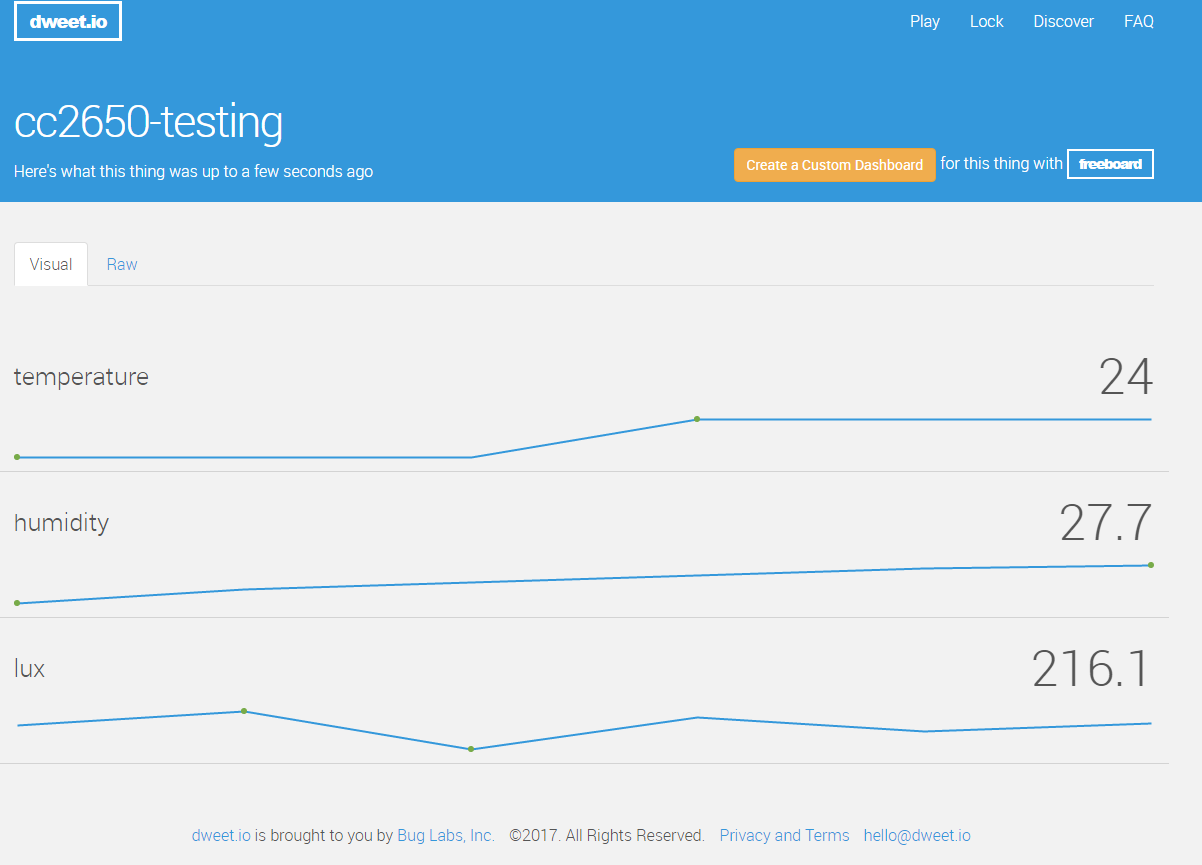 dweet.io Play Lock Discover FAQ
cc2650-testing
Here's what this thing was up to a few seconds ago
Create a Custom Dashboard for this thing with freeboard
Visual Raw
temperature 24
humidity 27.7
lux 216.1
dweet.io is brought to you by Bug Labs, Inc. ©2017. All Rights Reserved. Privacy and Terms hello@dweet.io